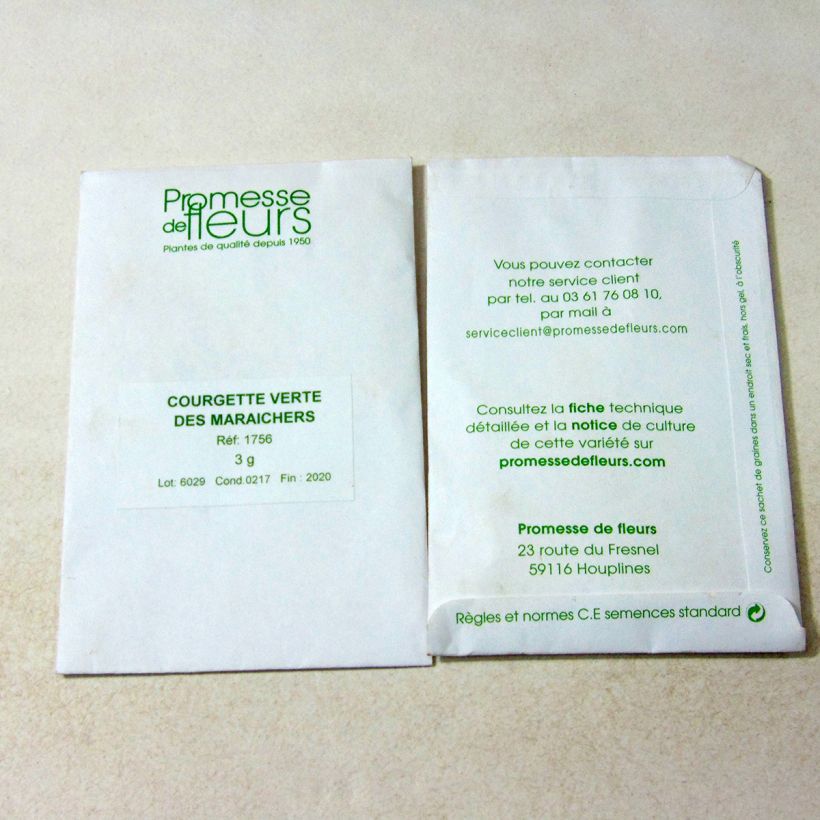 Promesse
de fleurs
Plantes de qualité depuis 1950
COURGETTE VERTE
DES MARAICHERS
Réf: 1756
3 g
Lot: 6029 Cond.0217 Fin : 2020
Vous pouvez contacter
notre service client
par tel. au 03 61 76 08 10,
par mail à
serviceclient@promessedefleurs.com
Consultez la fiche technique
détaillée et la notice de culture
de cette variété sur
promessedefleurs.com
Promesse de fleurs
23 route du Fresnel
59116 Houplines
Règles et normes C.E semences standard
Conservez ce sachet de graines dans un endroit sec et frais, hors gel, à l'obscurité